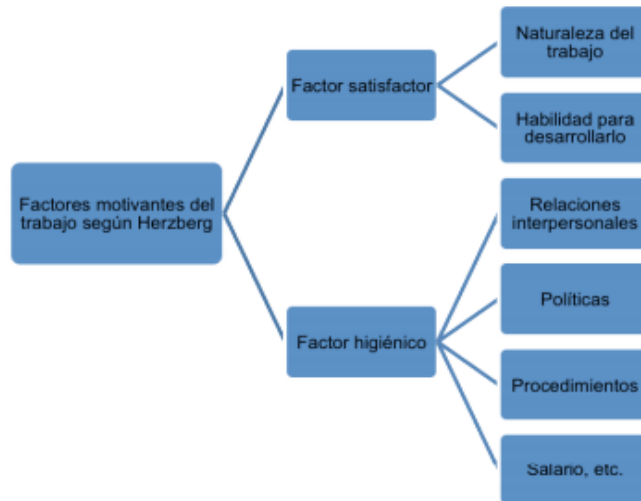 Factores motivantes del
trabajo según Herzberg
Factor satisfactor
Naturaleza del
trabajo
Habilidad para
desarrollarlo
Factor higiénico
Relaciones
interpersonales
Políticas
Procedimientos
Salario, etc.